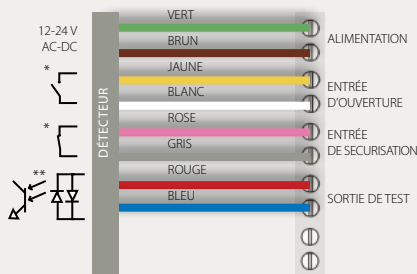 12-24 V
AC-DC
*
*
**
DÉTECTEUR
VERT
BRUN
JAUNE
BLANC
ROSE
GRIS
ROUGE
BLEU
ALIMENTATION
ENTRÉE
D'OUVERTURE
ENTRÉE
DE SECURISATION
SORTIE DE TEST